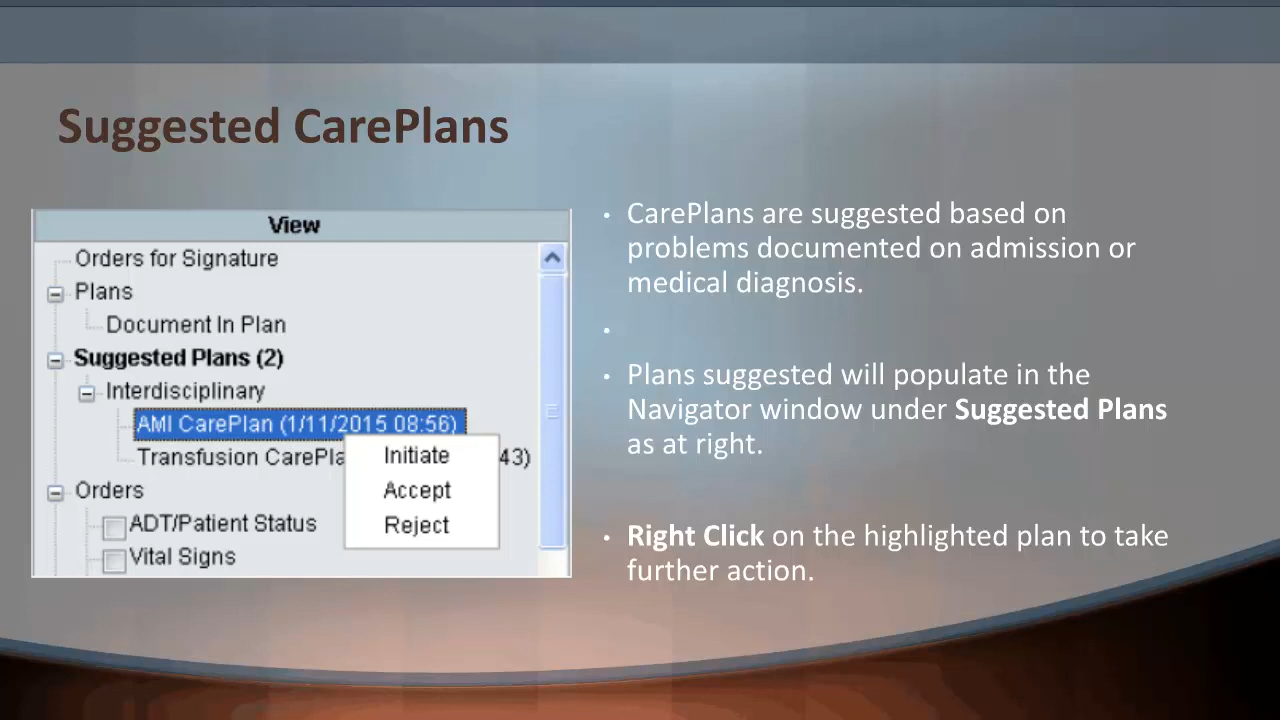 Suggested CarePlans
View
Orders for Signature
Plans
Document In Plan
Suggested Plans (2)
Interdisciplinary
AMI CarePlan (1/11/2015 08:56)
Transfusion 43)
Initiate
Accept
Reject
Orders
ADT/Patient Status
Vital Signs
• CarePlans are suggested based on
problems documented on admission or
medical diagnosis.
•
• Plans suggested will populate in the
Navigator window under Suggested Plans
as at right.
• Right Click on the highlighted plan to take
further action.